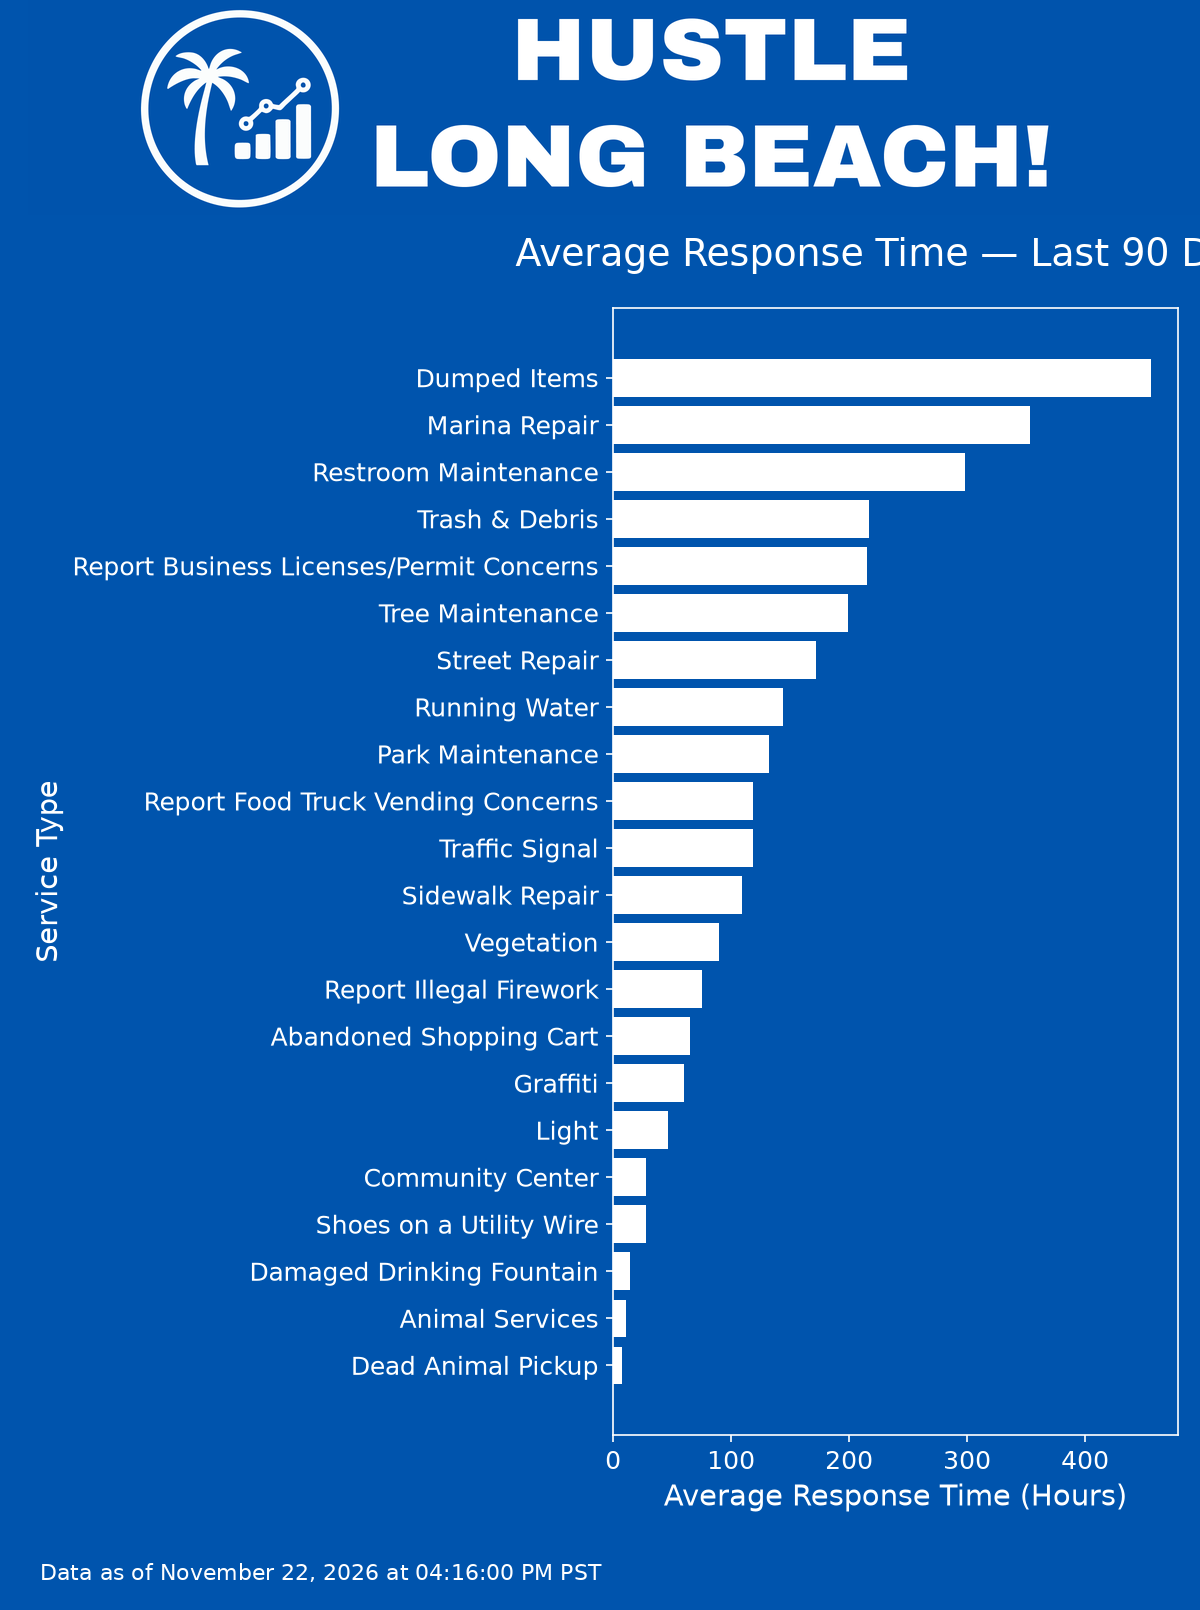 HUSTLE
LONG BEACH!
Average Response Time — Last 90
Dumped Items
Marina Repair
Restroom Maintenance
Trash & Debris
Report Business Licenses/Permit Concerns
Tree Maintenance
Street Repair
Running Water
Park Maintenance
Report Food Truck Vending Concerns
Traffic Signal
Sidewalk Repair
Vegetation
Report Illegal Firework
Abandoned Shopping Cart
Graffiti
Light
Community Center
Shoes on a Utility Wire
Damaged Drinking Fountain
Animal Services
Dead Animal Pickup
Service Type
0 100 200 300 400
Average Response Time (Hours)
Data as of November 22, 2026 at 04:16:00 PM PST